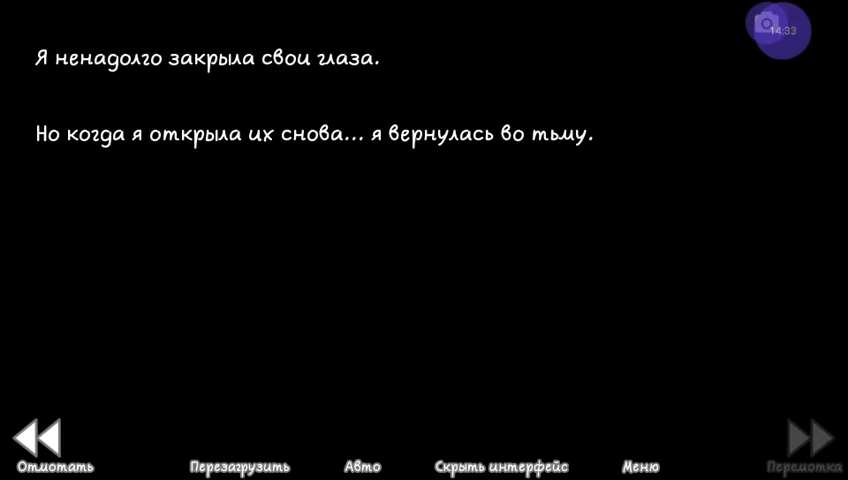 14:33
Я ненадолго закрыла свои глаза.
Но когда я открыла их снова... я вернулась во тьму.
Отмотать Перезагрузить Авто Скрыть интерфейс Меню Перемотка